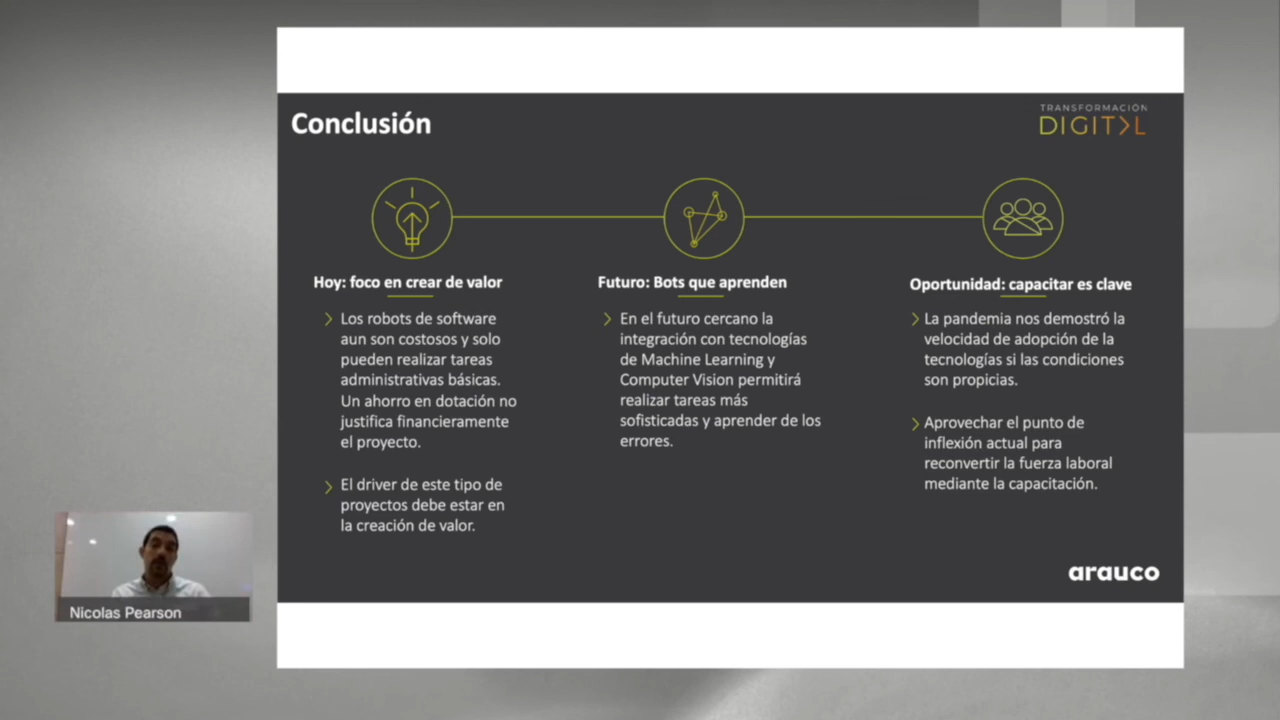 Conclusión
TRANSFORMACIÓN
DIGITAL
Hoy: foco en crear de valor
Los robots de software
aun son costosos y solo
pueden realizar tareas
administrativas básicas.
Un ahorro en dotación no
justifica financieramente
el proyecto.
El driver de este tipo de
proyectos debe estar en
la creación de valor.
Futuro: Bots que aprenden
En el futuro cercano la
integración con tecnologías
de Machine Learning y
Computer Vision permitirá
realizar tareas más
sofisticadas y aprender de los
errores.
Oportunidad: capacitar es clave
La pandemia nos demostró la
velocidad de adopción de la
tecnologías si las condiciones
son propicias.
Aprovechar el punto de
inflexión actual para
reconvertir la fuerza laboral
mediante la capacitación.
arauco
Nicolas Pearson